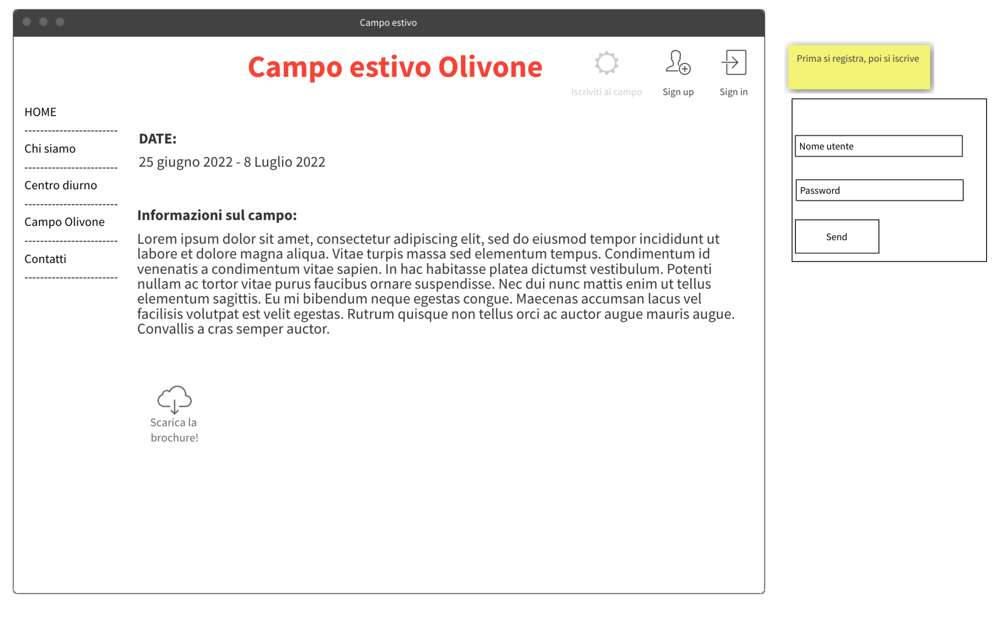 Campo estivo
Campo estivo Olivone
Iscriviti al campo
Sign up
Sign in
HOME
------------------------
Chi siamo
------------------------
Centro diurno
------------------------
Campo Olivone
------------------------
Contatti
------------------------
DATE:
25 giugno 2022 - 8 Luglio 2022
Informazioni sul campo:
Lorem ipsum dolor sit amet, consectetur adipiscing elit, sed do eiusmod tempor incididunt ut
labore et dolore magna aliqua. Vitae turpis massa sed elementum tempus. Condimentum id
venenatis a condimentum vitae sapien. In hac habitasse platea dictumst vestibulum. Potenti
nullam ac tortor vitae purus faucibus ornare suspendisse. Nec dui nunc mattis enim ut tellus
elementum sagittis. Eu mi bibendum neque egestas congue. Maecenas accumsan lacus vel
facilisis volutpat est velit egestas. Rutrum quisque non tellus orci ac auctor augue mauris augue.
Convallis a cras semper auctor.
Scarica la
brochure!
Prima si registra, poi si iscrive
Nome utente
Password
Send